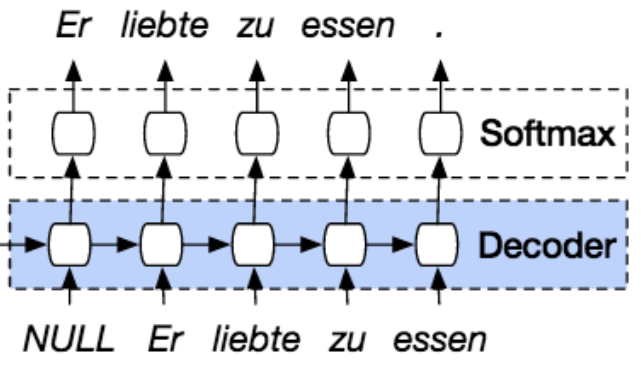 Er liebte zu essen .
Softmax
Decoder
NULL Er liebte zu essen